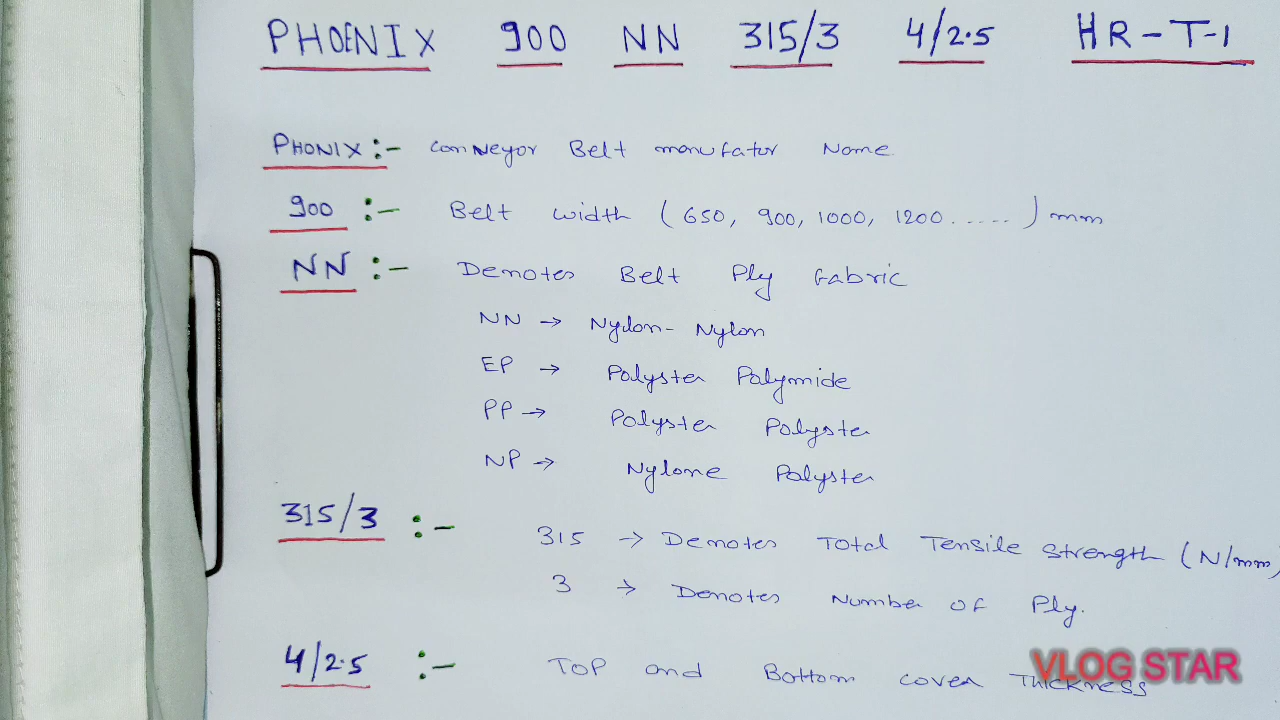 PHOENIX 900 NN 315/3 4/2.5 HR-T-1
PHONIX :- Conveyor Belt manufator Name
900 :- Belt width (650, 900, 1000, 1200......) mm
NN :- Denotes Belt Ply fabric
NN → Nylon- Nylon
EP → Polyster Polymide
PP → Polyster Polyster
NP → Nylone Polyster
315/3 :- 315 → Denotes Total Tensile Strength (N/mm)
3 → Denotes Number of Ply.
4/2.5 :- Top and Bottom cover Thickness
VLOG STAR